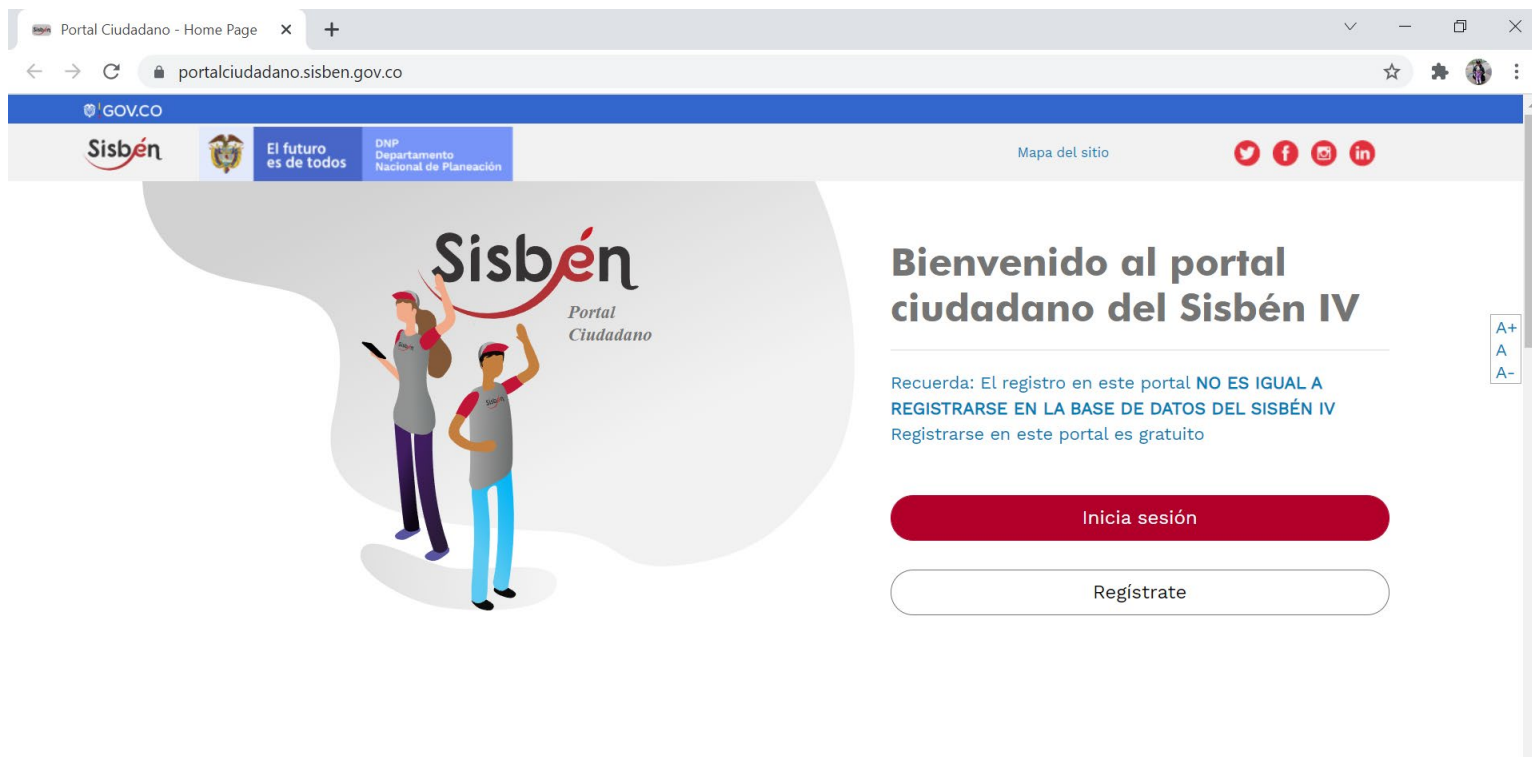 Portal Ciudadano - Home Page
portalciudadano.sisben.gov.co
GOV.CO
Sisbén
El futuro
es de todos
DNP
Departamento
Nacional de Planeación
Mapa del sitio
Sisbén
Portal
Ciudadano
Bienvenido al portal
ciudadano del Sisbén IV
Recuerda: El registro en este portal NO ES IGUAL A
REGISTRARSE EN LA BASE DE DATOS DEL SISBÉN IV
Registrarse en este portal es gratuito
Inicia sesión
Regístrate
A+
A
A-